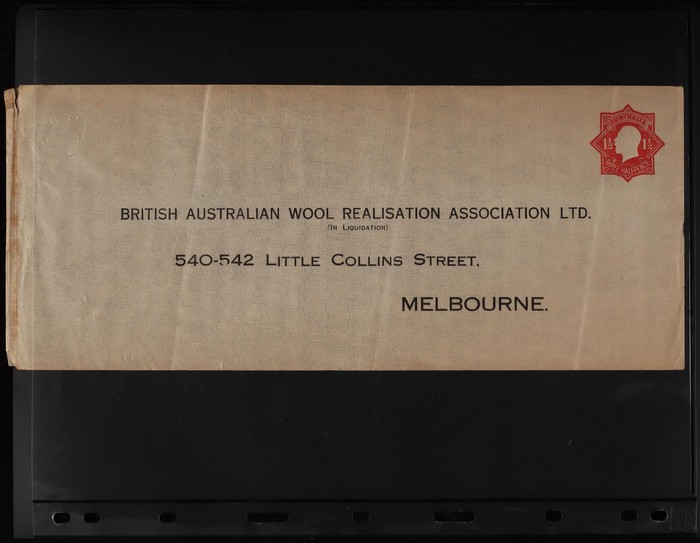 AUSTRALIA
1½ 1½
THREE HALFPENCE
BRITISH AUSTRALIAN WOOL REALISATION ASSOCIATION LTD.
(IN LIQUIDATION)
540-542 LITTLE COLLINS STREET,
MELBOURNE.